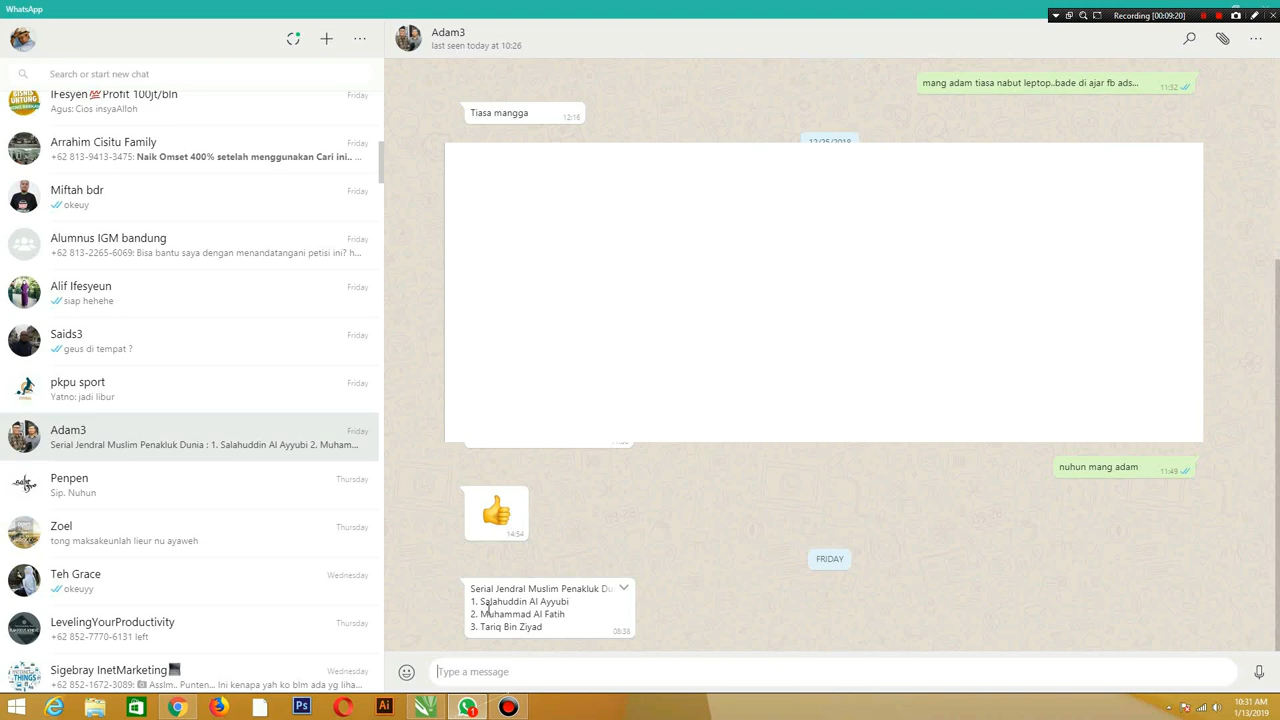 WhatsApp
Recording [00:09:20]
Search or start new chat
IFesyen💯Profit 100jt/bln
Friday
Agus: Cios insyaAlloh
Arrahim Cisitu Family
Friday
+62 813-9413-3475: Naik Omset 400% setelah menggunakan Cari ini.. ...
Miftah bdr
Friday
okeuy
Alumnus IGM bandung
Friday
+62 813-2265-6069: Bisa bantu saya dengan menandatangani petisi ini? h...
Alif Ifesyeun
Friday
siap hehehe
Saids3
Friday
geus di tempat ?
pkpu sport
Friday
Yatno: jadi libur
Adam3
Friday
Serial Jendral Muslim Penakluk Dunia : 1. Salahuddin Al Ayyubi 2. Muham...
Penpen
Thursday
Sip. Nuhun
Zoel
Thursday
tong maksakeunlah lieur nu ayaweh
Teh Grace
Wednesday
okeuyy
LevelingYourProductivity
Wednesday
+62 852-7770-6131 left
Sigebray InetMarketing
Wednesday
+62 852-1672-3089: Asslm.. Punten... Ini kenapa yah ko blm ada yg liha...
Adam3
last seen today at 10:26
mang adam tiasa nabut leptop..bade di ajar fb ads...
11:32
Tiasa mangga
12:16
12/25/2018
nuhun mang adam
11:49
14:54
FRIDAY
Serial Jendral Muslim Penakluk Du
1. Salahuddin Al Ayyubi
2. Muhammad Al Fatih
3. Tariq Bin Ziyad
08:38
Type a message
Ps
Ai
1
10:31 AM
1/13/2019